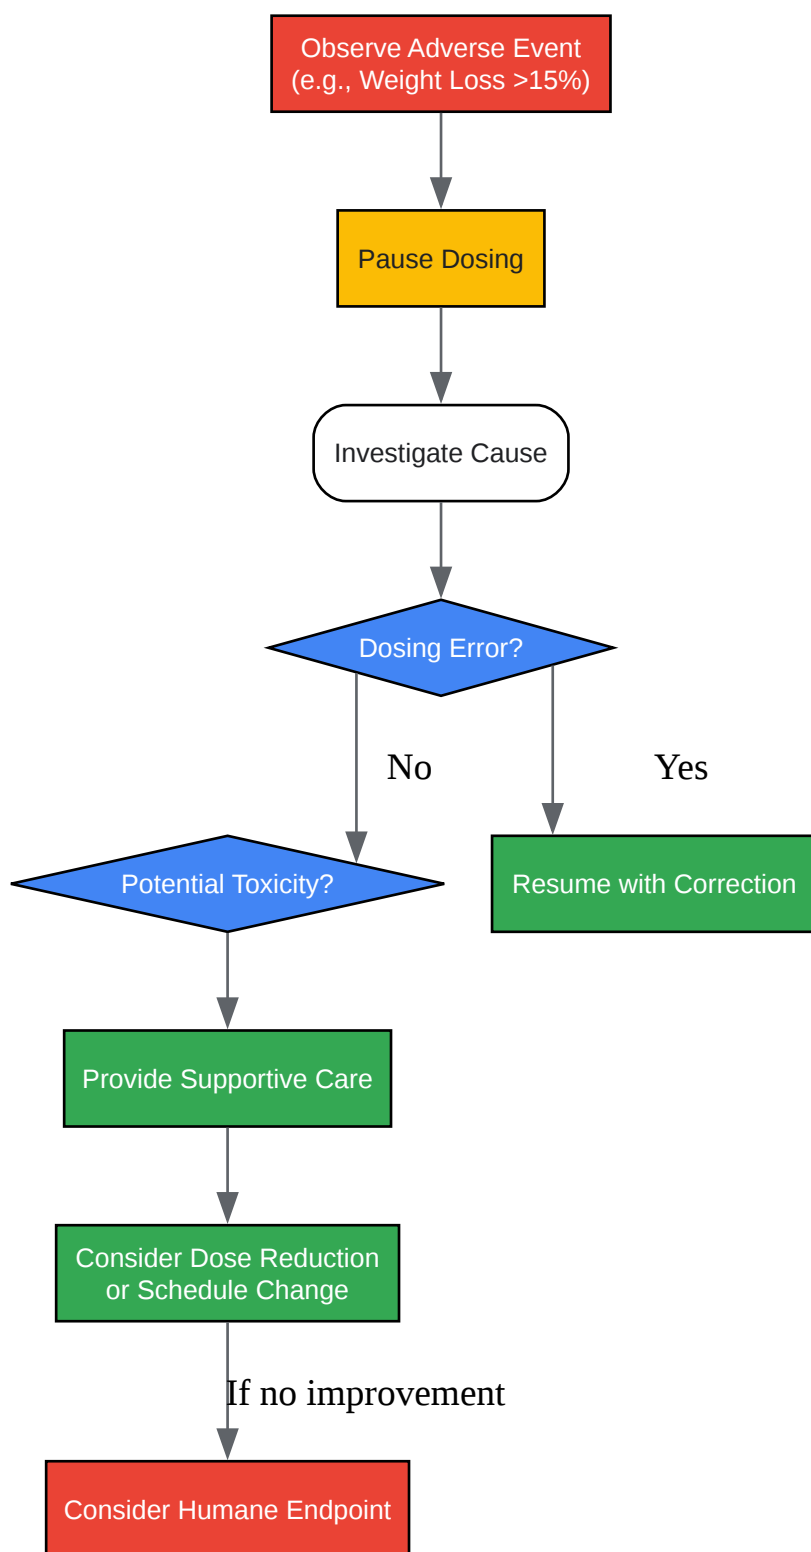 Observe Adverse Event
(e.g., Weight Loss >15%)
Pause Dosing
Investigate Cause
Dosing Error?
No
Yes
Potential Toxicity?
Resume with Correction
Provide Supportive Care
Consider Dose Reduction
or Schedule Change
If no improvement
Consider Humane Endpoint